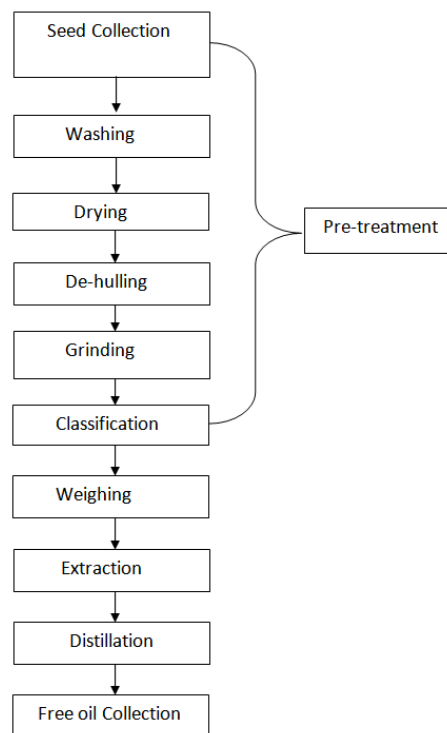 Seed Collection
Washing
Drying
Pre-treatment
De-hulling
Grinding
Classification
Weighing
Extraction
Distillation
Free oil Collection